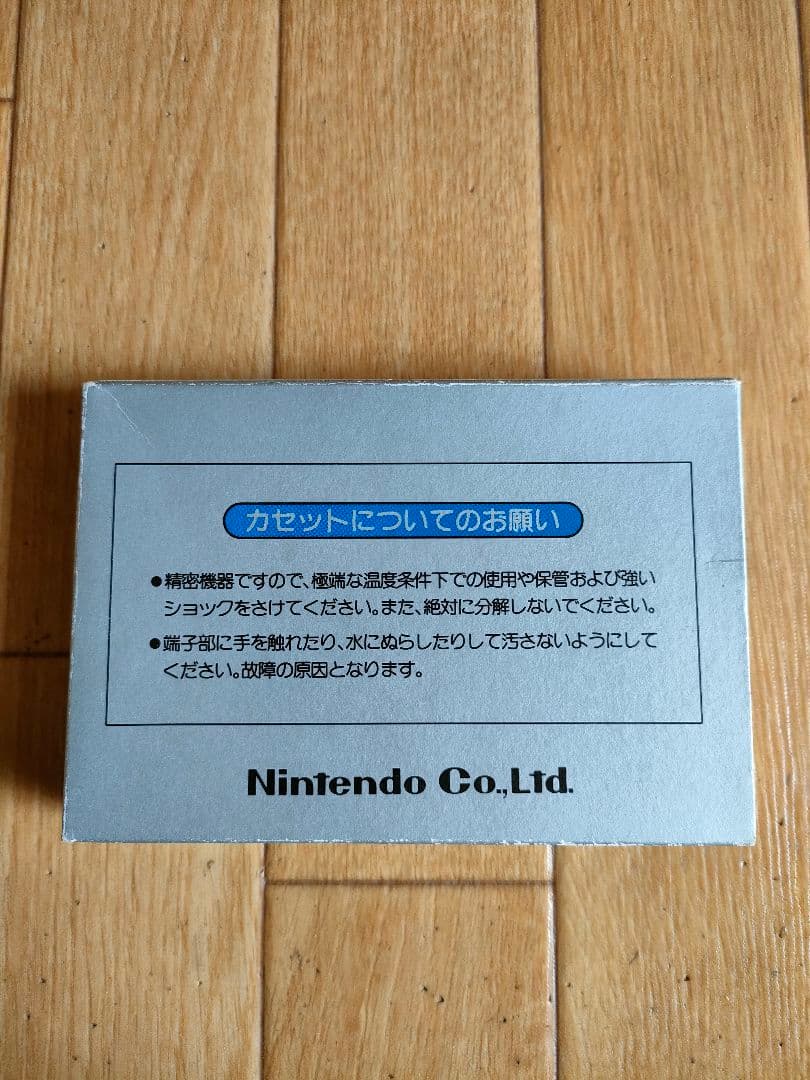 カセットについてのお願い
●精密機器ですので、極端な温度条件下での使用や保管および強い
ショックをさけてください。また、絶対に分解しないでください。
●端子部に手を触れたり、水にぬらしたりして汚さないようにして
ください。故障の原因となります。
Nintendo Co.,Ltd.